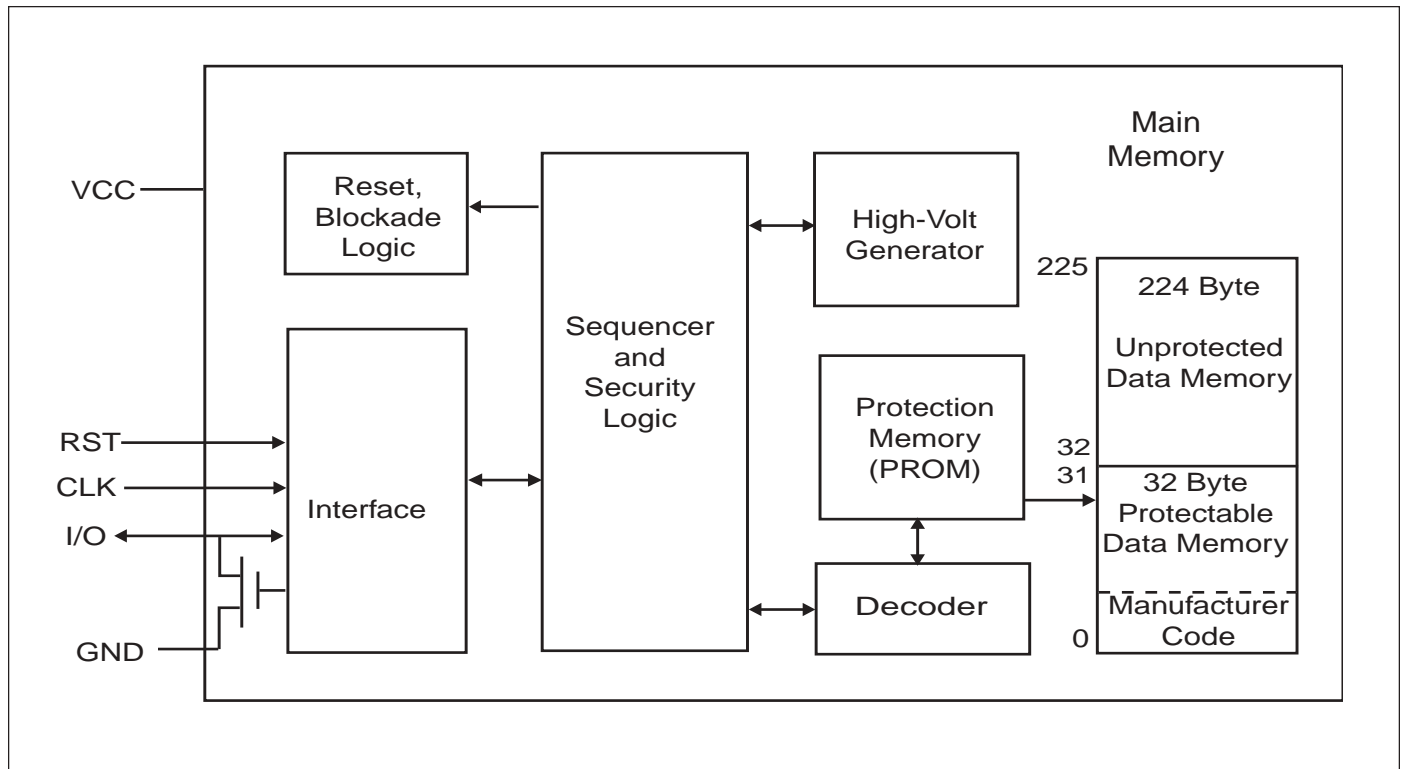 Main
Memory
VCC
Reset,
Blockade
Logic
High-Volt
Generator
Sequencer
and
Security
Logic
225
224 Byte
Unprotected
Data Memory
Protection
Memory
(PROM)
32
31
32 Byte
Protectable
Data Memory
RST
CLK
I/O
Interface
GND
Decoder
Manufacturer
Code
0